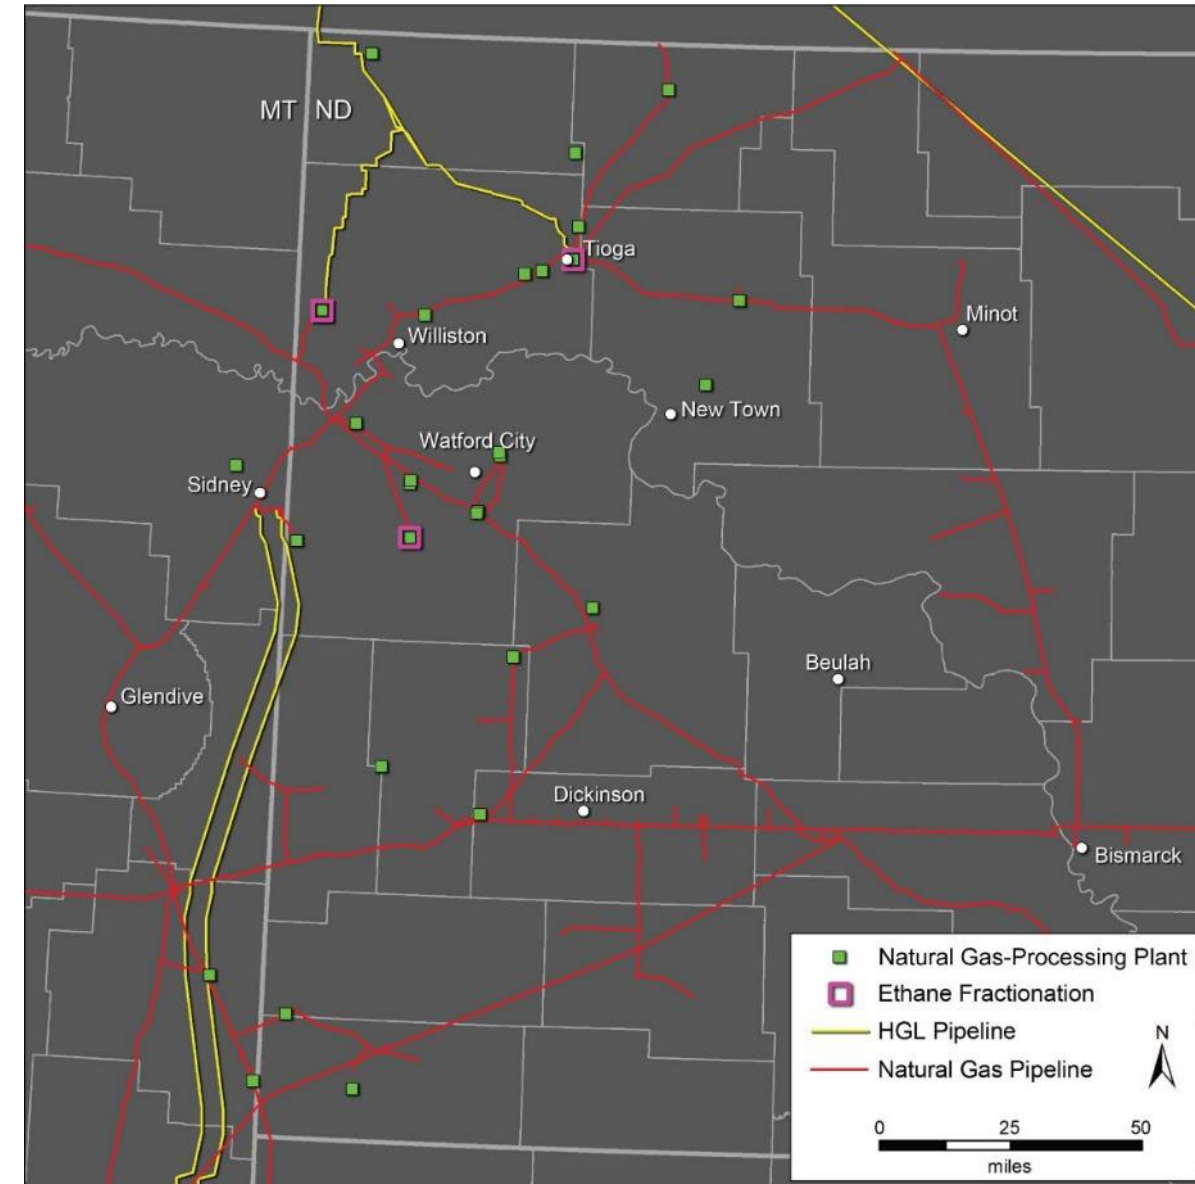 MT ND
Tioga
Minot
Williston
New Town
Watford City
Sidney
Beulah
Glendive
Dickinson
Bismarck
Natural Gas-Processing Plant
Ethane Fractionation
HGL Pipeline
N
Natural Gas Pipeline
0 25 50
miles